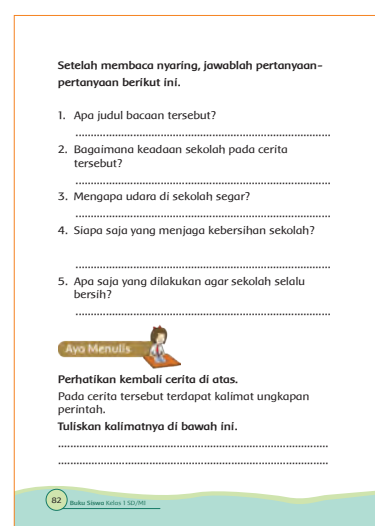 Setelah membaca nyaring, jawablah pertanyaan-
pertanyaan berikut ini.
1. Apa judul bacaan tersebut?
..........................................................................
2. Bagaimana keadaan sekolah pada cerita
tersebut?
..........................................................................
3. Mengapa udara di sekolah segar?
..........................................................................
4. Siapa saja yang menjaga kebersihan sekolah?
..........................................................................
5. Apa saja yang dilakukan agar sekolah selalu
bersih?
..........................................................................
Ayo Menulis
Perhatikan kembali cerita di atas.
Pada cerita tersebut terdapat kalimat ungkapan
perintah.
Tuliskan kalimatnya di bawah ini.
..............................................................................
..............................................................................
82 Buku Siswa Kelas 1 SD/MI